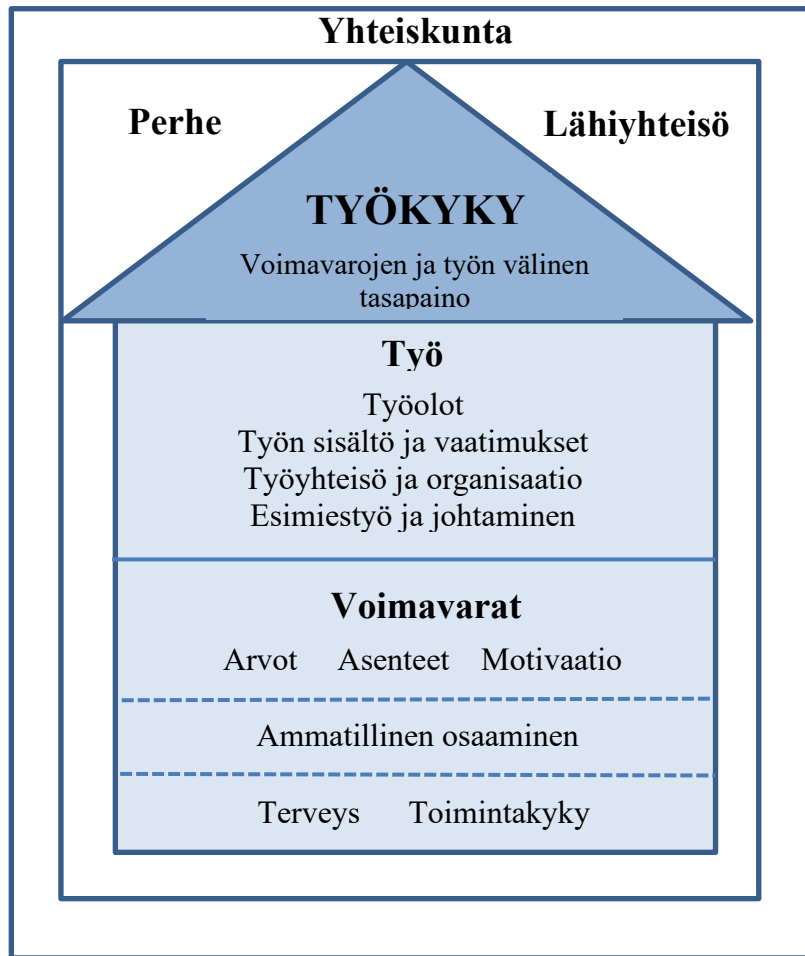 Yhteiskunta
Perhe
Lähiyhteisö
TYÖKYKY
Voimavarojen ja työn välinen
tasapaino
Työ
Työolot
Työn sisältö ja vaatimukset
Työyhteisö ja organisaatio
Esimiestyö ja johtaminen
Voimavarat
Arvot Asenteet Motivaatio
Ammatillinen osaaminen
Terveys Toimintakyky